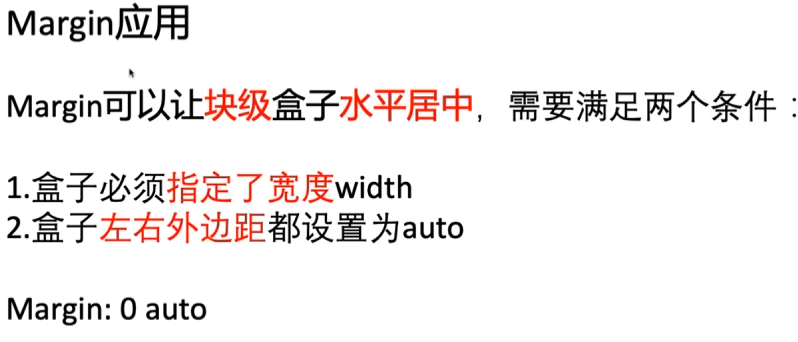 Margin应用
Margin可以让块级盒子水平居中，需要满足两个条件：
1.盒子必须指定了宽度width
2.盒子左右外边距都设置为auto
Margin: 0 auto